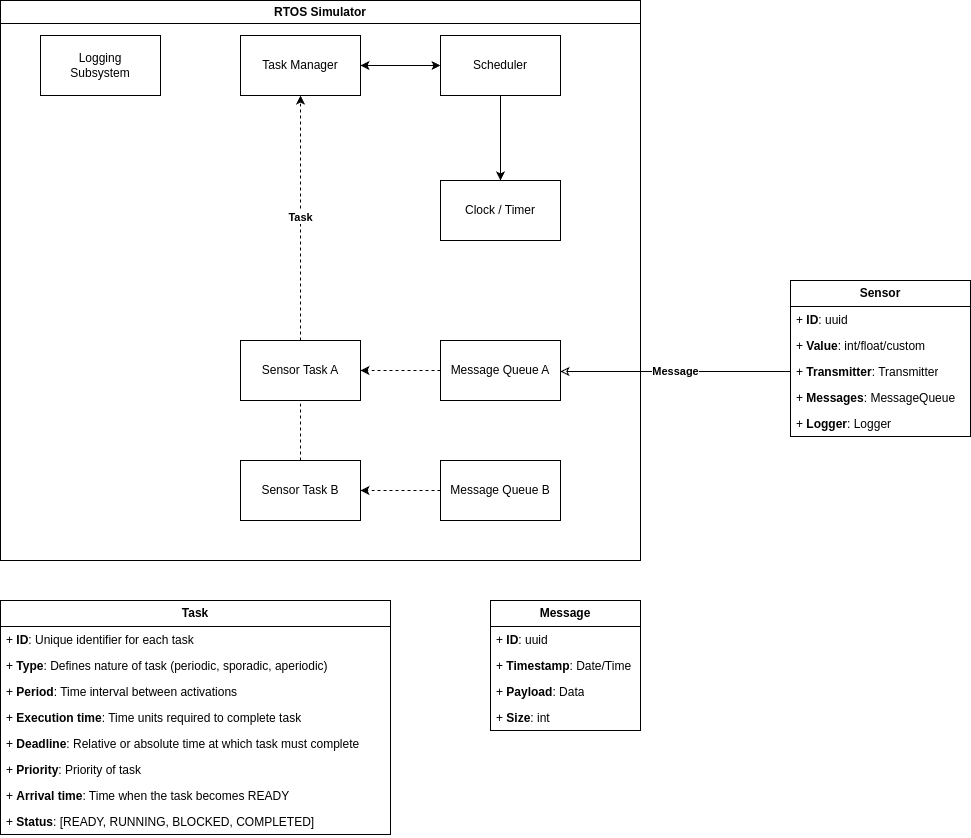 RTOS Simulator
Logging
Subsystem
Task Manager
Scheduler
Clock / Timer
Task
Sensor
+ ID: uuid
+ Value: int/float/custom
+ Transmitter: Transmitter
+ Messages: MessageQueue
+ Logger: Logger
Sensor Task A
Message Queue A
Message
Sensor Task B
Message Queue B
Task
+ ID: Unique identifier for each task
+ Type: Defines nature of task (periodic, sporadic, aperiodic)
+ Period: Time interval between activations
+ Execution time: Time units required to complete task
+ Deadline: Relative or absolute time at which task must complete
+ Priority: Priority of task
+ Arrival time: Time when the task becomes READY
+ Status: [READY, RUNNING, BLOCKED, COMPLETED]
Message
+ ID: uuid
+ Timestamp: Date/Time
+ Payload: Data
+ Size: int